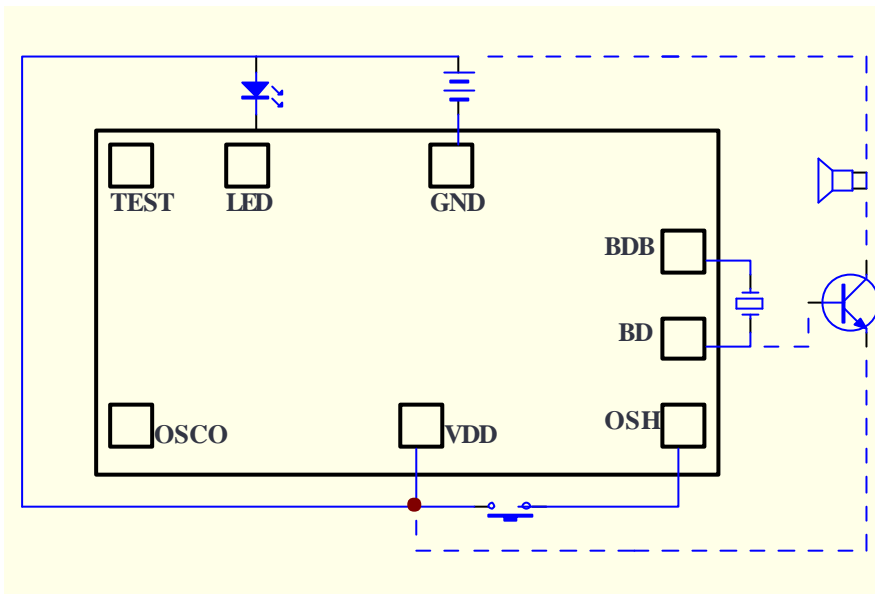 TEST
LED
GND
BDB
BD
OSCO
VDD
OSH